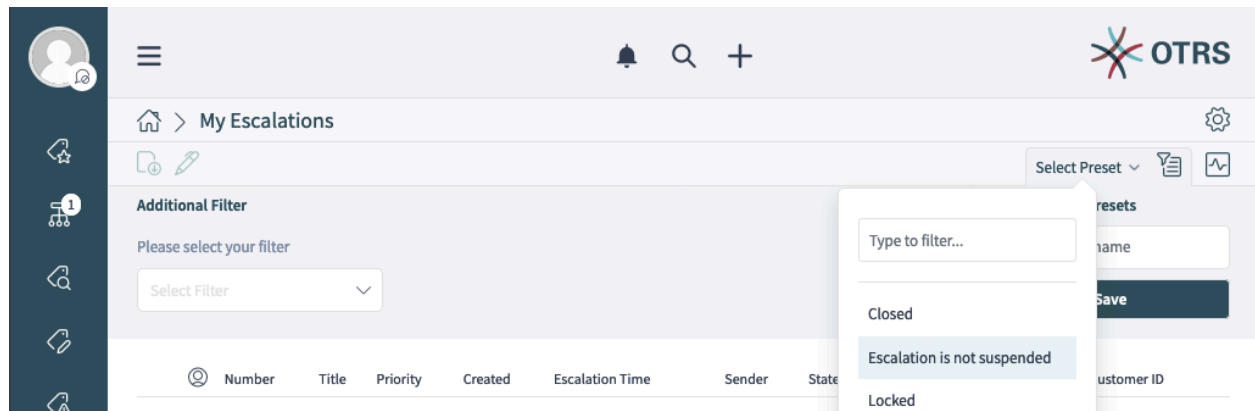 OTRS
My Escalations
Select Preset
1
Additional Filter
resets
Please select your filter
Type to filter...
name
Select Filter
Save
Closed
Escalation is not suspended
Number Title Priority Created Escalation Time Sender State ustomer ID
Locked